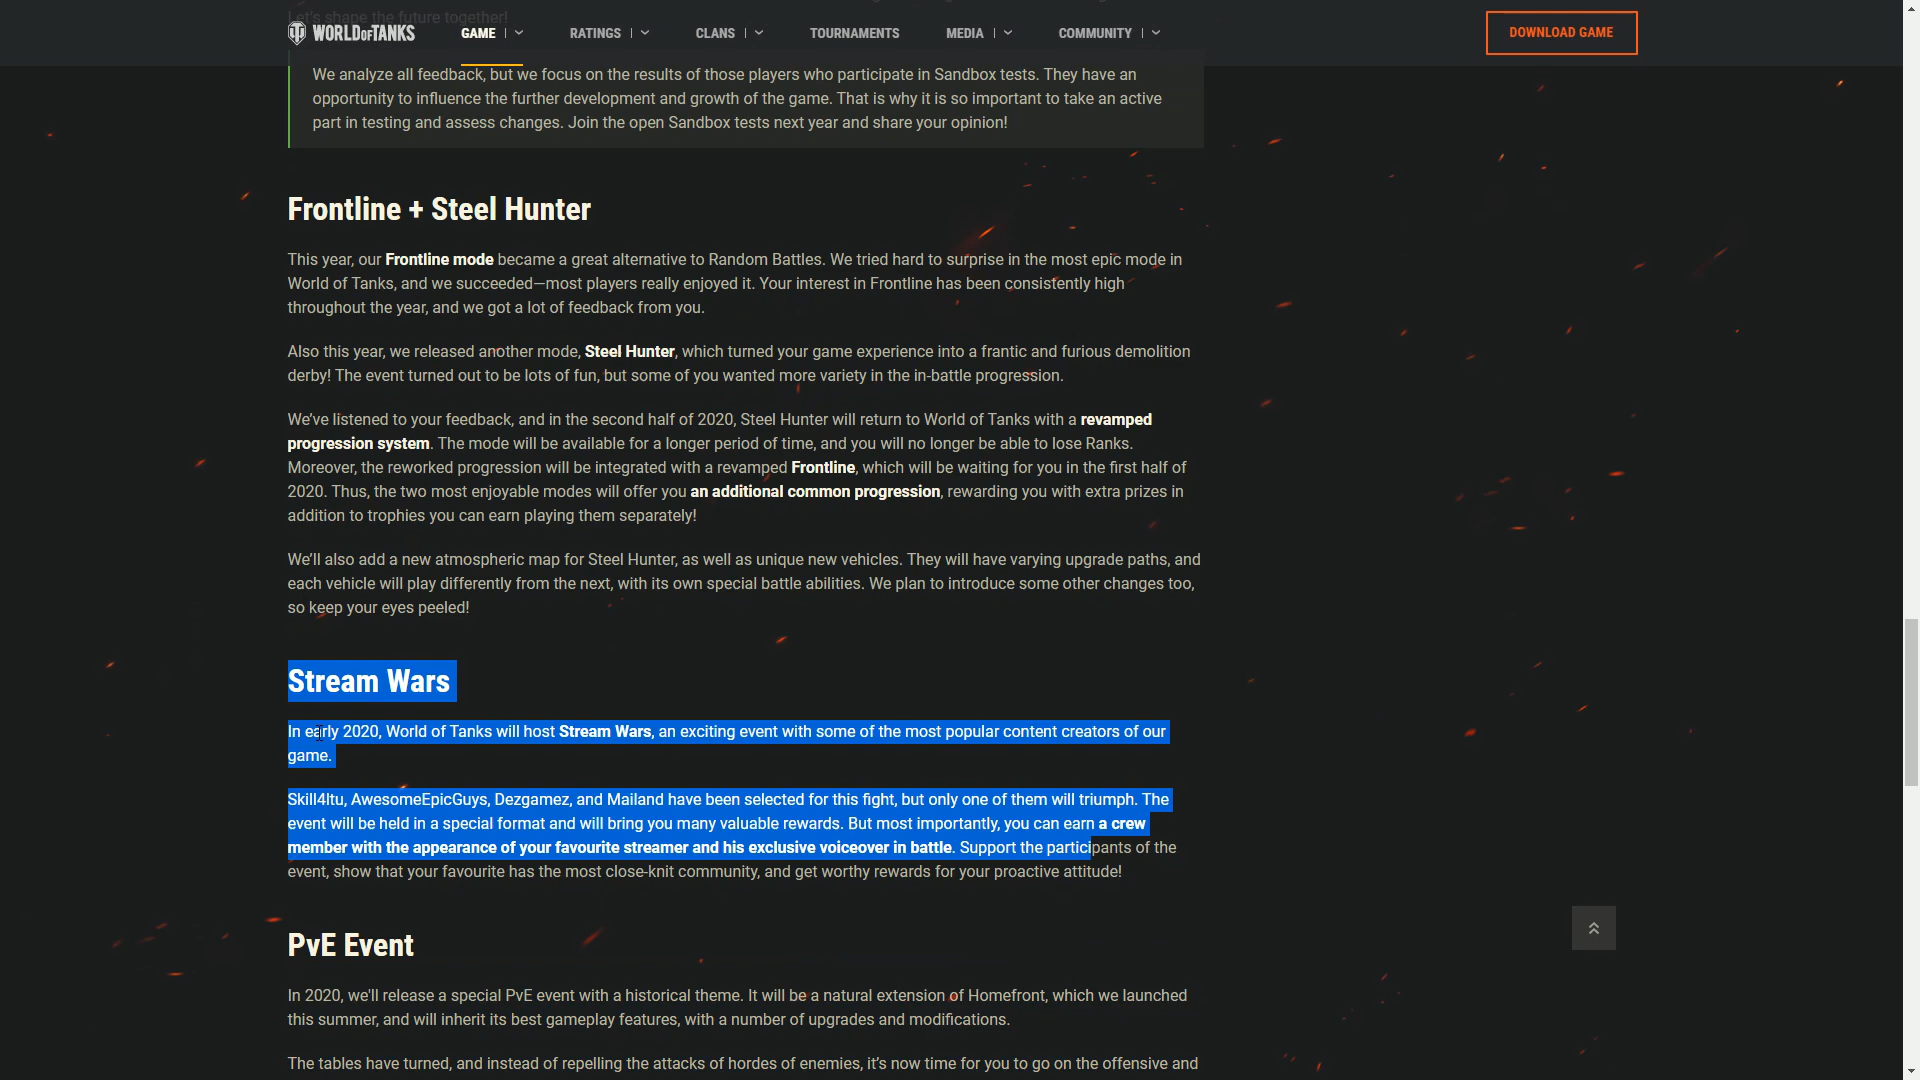 Let's shape the future together!
WORLD OF TANKS
GAME
RATINGS
CLANS
TOURNAMENTS
MEDIA
COMMUNITY
DOWNLOAD GAME
We analyze all feedback, but we focus on the results of those players who participate in Sandbox tests. They have an
opportunity to influence the further development and growth of the game. That is why it is so important to take an active
part in testing and assess changes. Join the open Sandbox tests next year and share your opinion!
Frontline + Steel Hunter
This year, our Frontline mode became a great alternative to Random Battles. We tried hard to surprise in the most epic mode in
World of Tanks, and we succeeded—most players really enjoyed it. Your interest in Frontline has been consistently high
throughout the year, and we got a lot of feedback from you.
Also this year, we released another mode, Steel Hunter, which turned your game experience into a frantic and furious demolition
derby! The event turned out to be lots of fun, but some of you wanted more variety in the in-battle progression.
We’ve listened to your feedback, and in the second half of 2020, Steel Hunter will return to World of Tanks with a revamped
progression system. The mode will be available for a longer period of time, and you will no longer be able to lose Ranks.
Moreover, the reworked progression will be integrated with a revamped Frontline, which will be waiting for you in the first half of
2020. Thus, the two most enjoyable modes will offer you an additional common progression, rewarding you with extra prizes in
addition to trophies you can earn playing them separately!
We’ll also add a new atmospheric map for Steel Hunter, as well as unique new vehicles. They will have varying upgrade paths, and
each vehicle will play differently from the next, with its own special battle abilities. We plan to introduce some other changes too,
so keep your eyes peeled!
Stream Wars
In early 2020, World of Tanks will host Stream Wars, an exciting event with some of the most popular content creators of our
game.
Skill4ltu, AwesomeEpicGuys, Dezgamez, and Mailand have been selected for this fight, but only one of them will triumph. The
event will be held in a special format and will bring you many valuable rewards. But most importantly, you can earn a crew
member with the appearance of your favourite streamer and his exclusive voiceover in battle. Support the participants of the
event, show that your favourite has the most close-knit community, and get worthy rewards for your proactive attitude!
PvE Event
In 2020, we'll release a special PvE event with a historical theme. It will be a natural extension of Homefront, which we launched
this summer, and will inherit its best gameplay features, with a number of upgrades and modifications.
The tables have turned, and instead of repelling the attacks of hordes of enemies, it’s now time for you to go on the offensive and